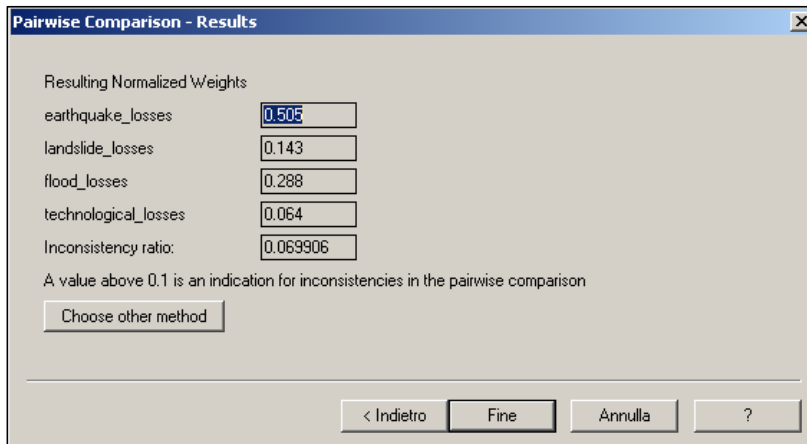 Pairwise Comparison - Results
Resulting Normalized Weights
earthquake_losses 0.505
landslide_losses 0.143
flood_losses 0.288
technological_losses 0.064
Inconsistency ratio: 0.069906
A value above 0.1 is an indication for inconsistencies in the pairwise comparison
Choose other method
< Indietro Fine Annulla ?